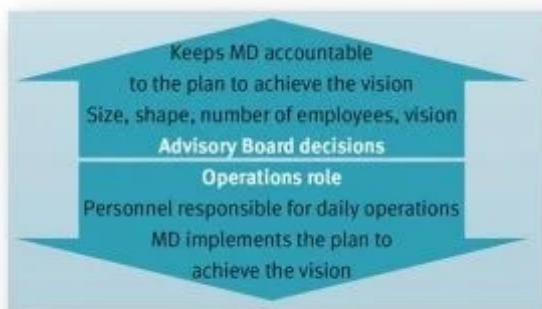 Keeps MD accountable
to the plan to achieve the vision
Size, shape, number of employees, vision
Advisory Board decisions
Operations role
Personnel responsible for daily operations
MD implements the plan to
achieve the vision